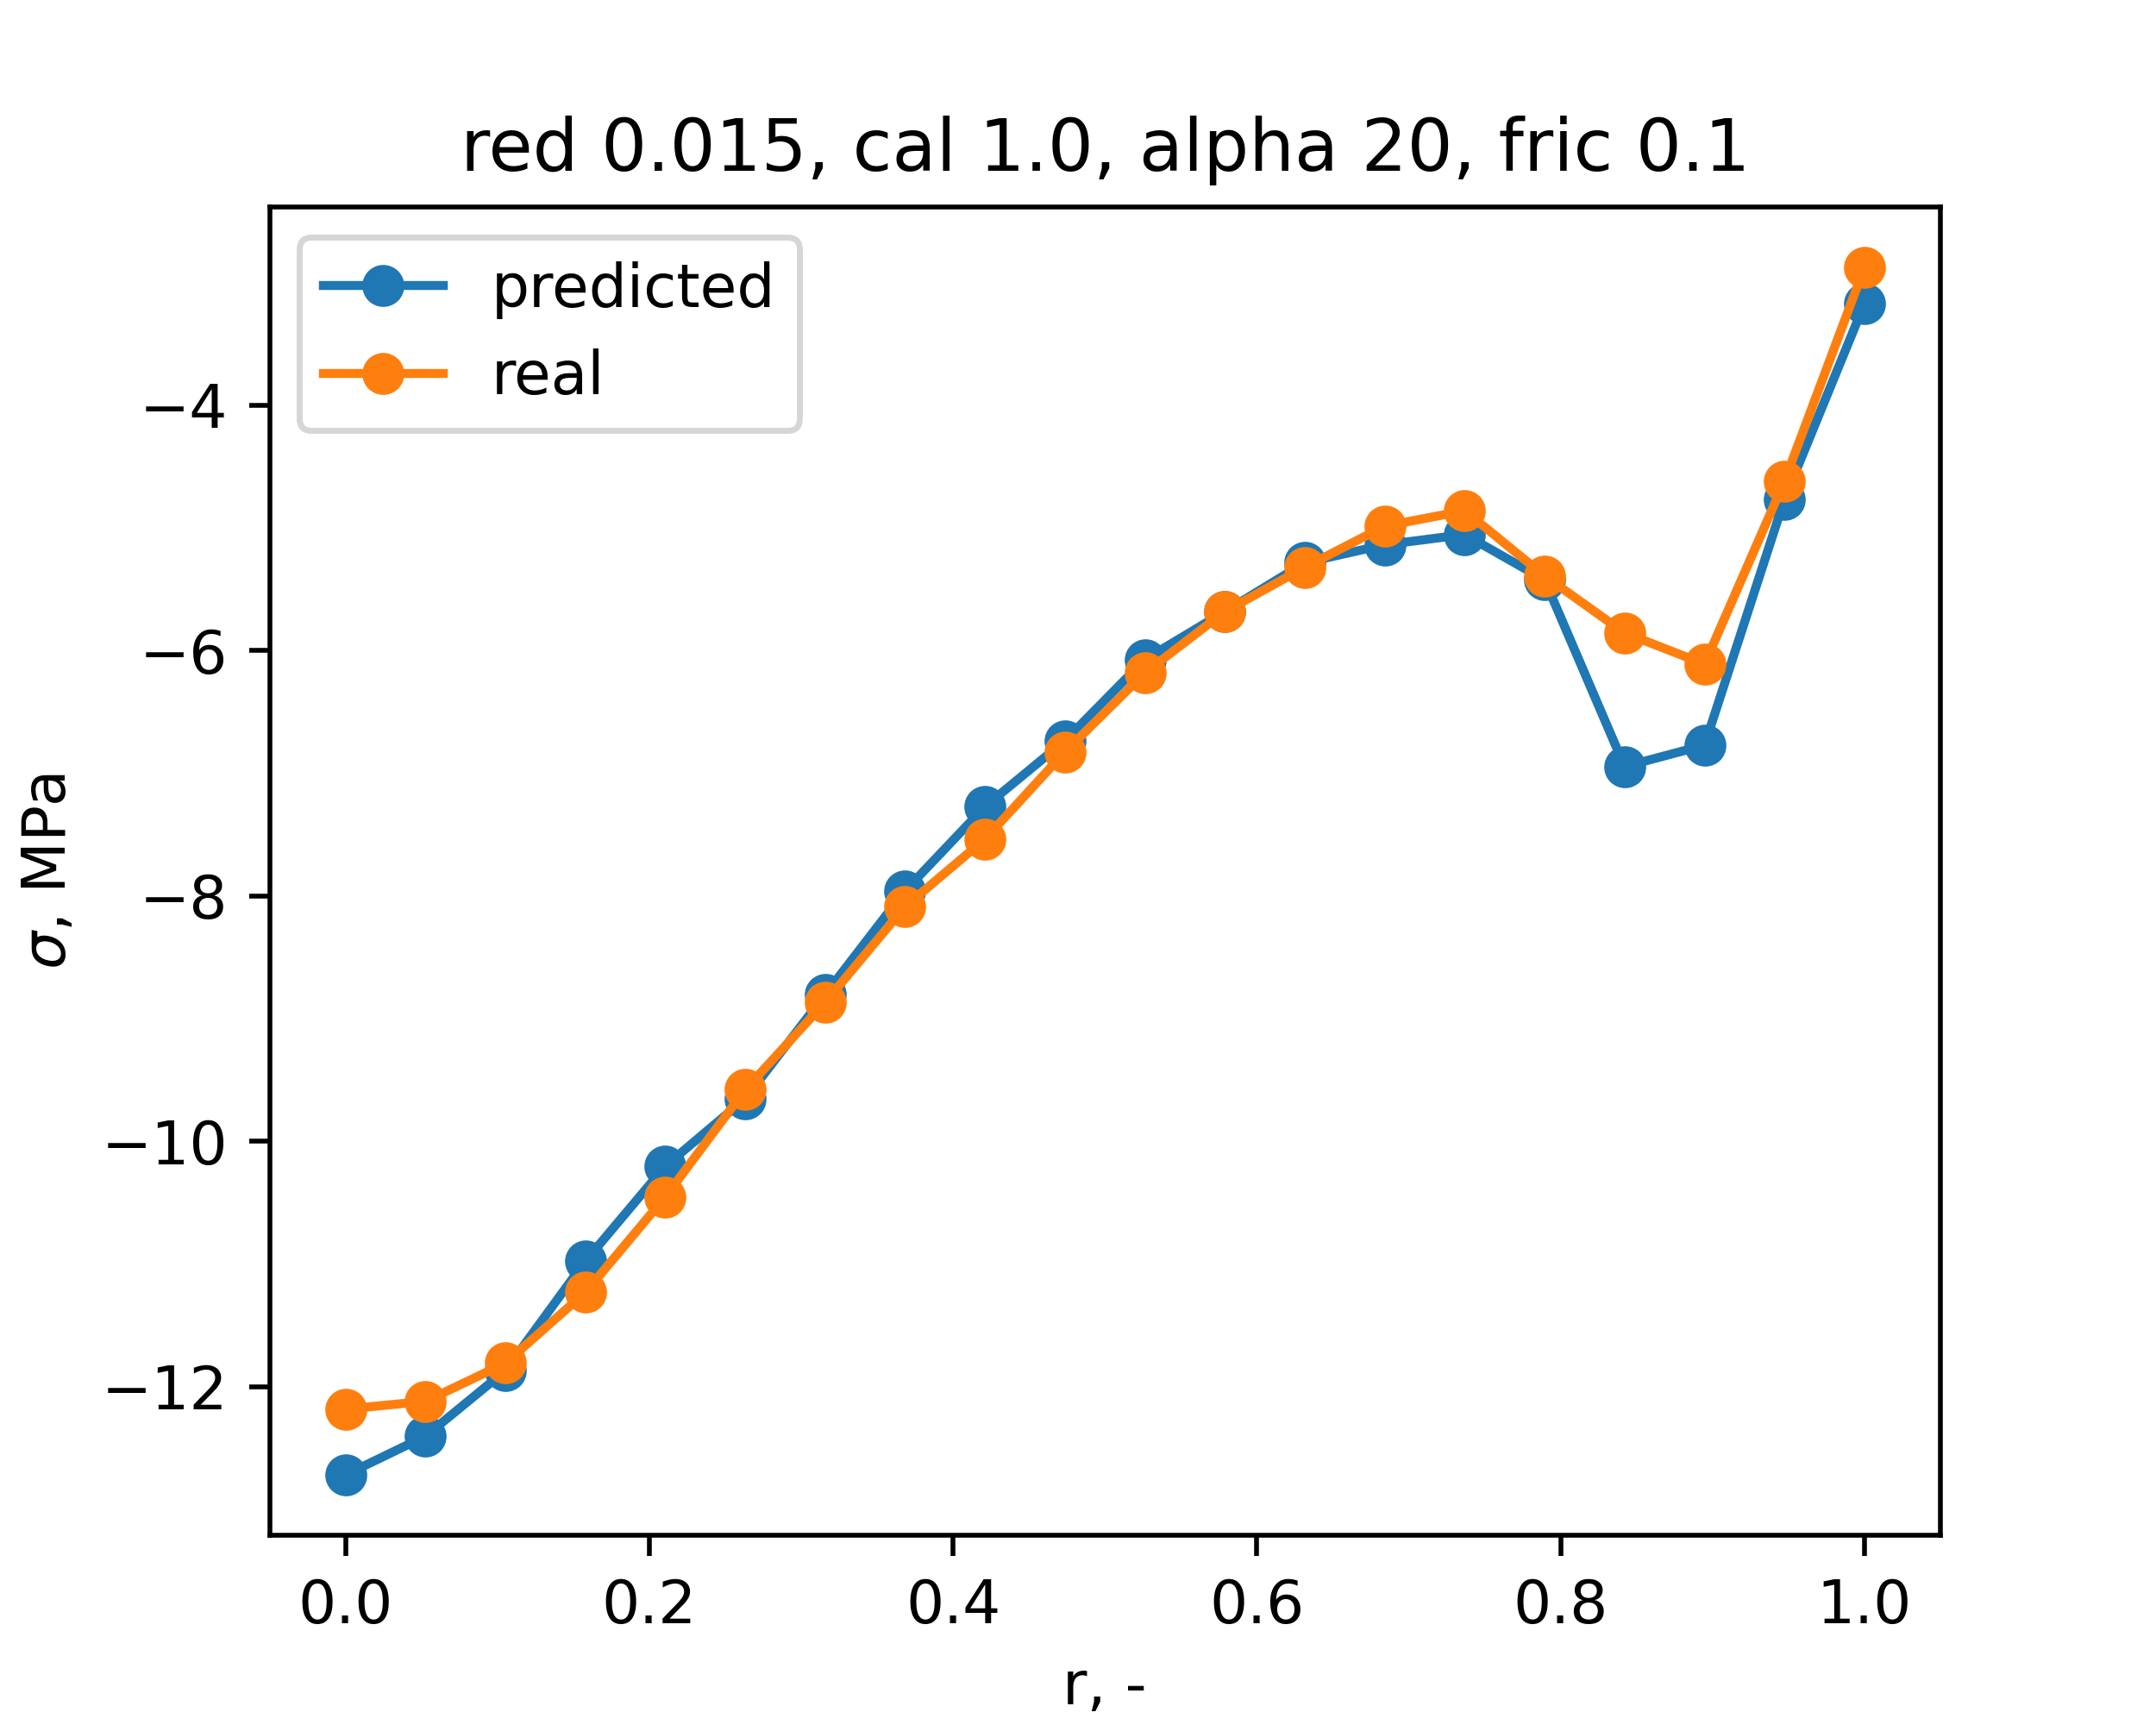 red 0.015, cal 1.0, alpha 20, fric 0.1
predicted
real
−4
−6
−8
−10
−12
σ, MPa
0.0 0.2 0.4 0.6 0.8 1.0
r, -